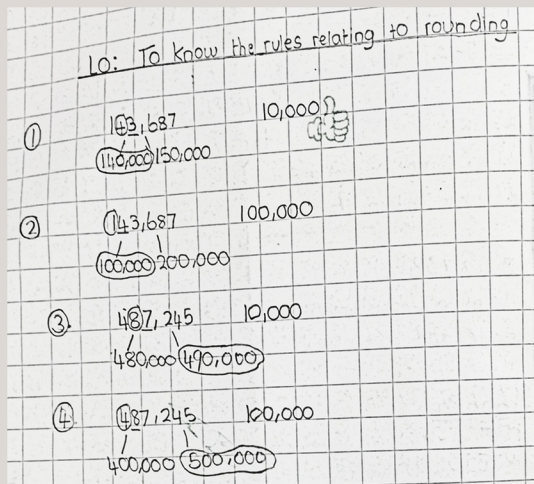 LO: To know the rules relating to rounding
① 143,687 10,000
140,000 150,000
② 143,687 100,000
100,000 200,000
③ 487,245 10,000
480,000 490,000
④ 487,245 100,000
400,000 500,000